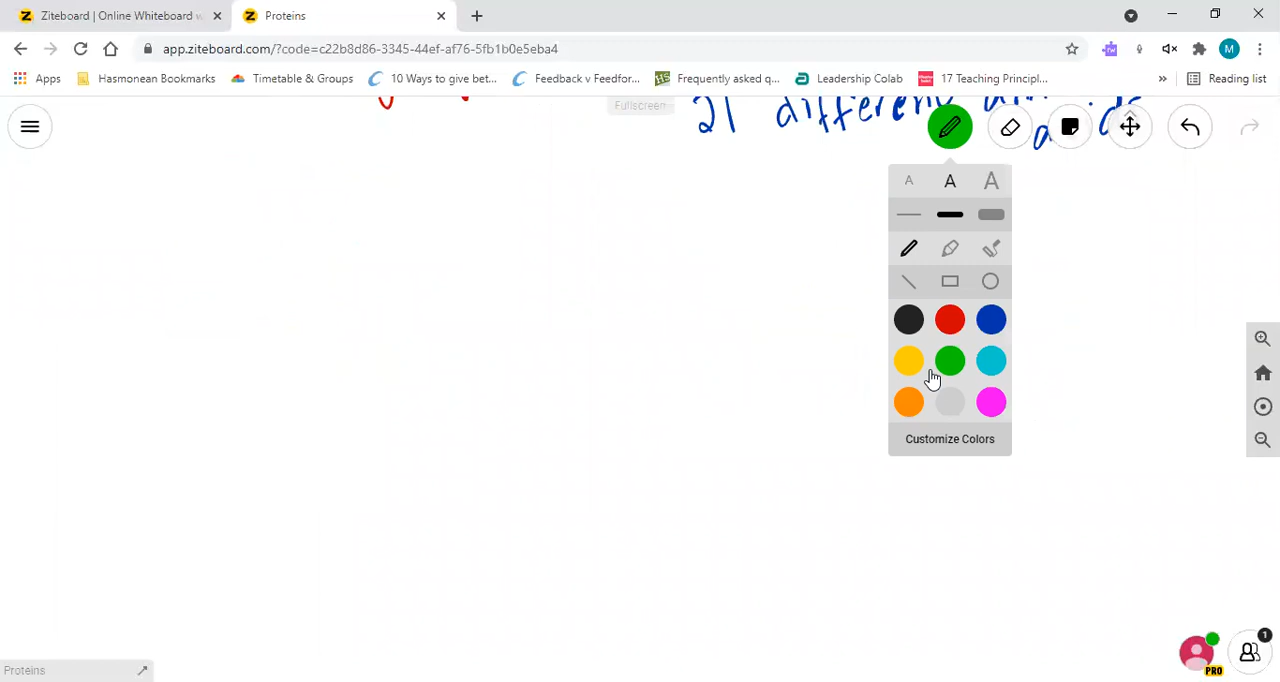 Ziteboard | Online Whiteboard w
Proteins
app.ziteboard.com/?code=c22b8d86-3345-44ef-af76-5fb1b0e5eba4
M
Apps
Hasmonean Bookmarks
Timetable & Groups
10 Ways to give bet...
Feedback v Feedfor...
Frequently asked q...
Leadership Colab
17 Teaching Principl...
»
Reading list
Fullscreen
21 different
A A A
Customize Colors
Proteins
PRO
1